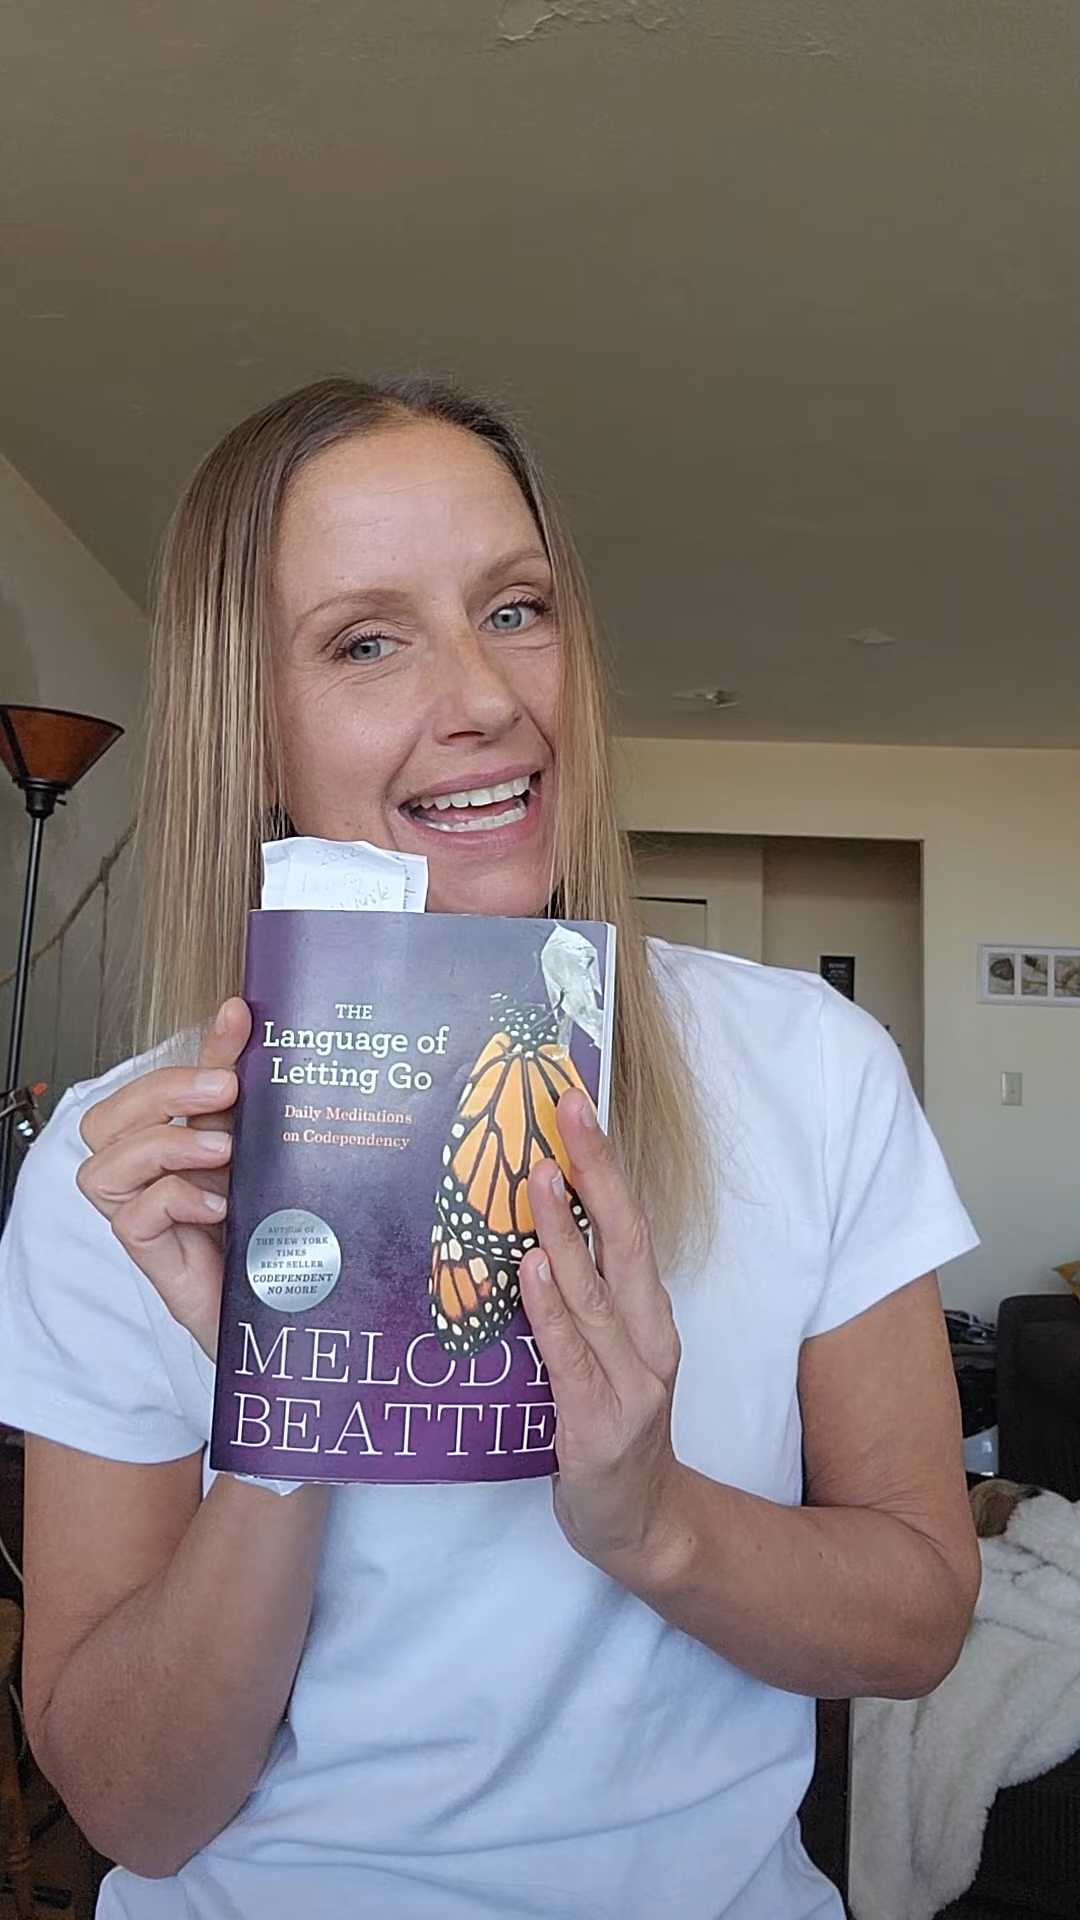 THE
Language of
Letting Go
Daily Meditations
on Codependency
AUTHOR OF
THE NEW YORK
TIMES
BEST SELLER
CODEPENDENT
NO MORE
MELODY
BEATTIE